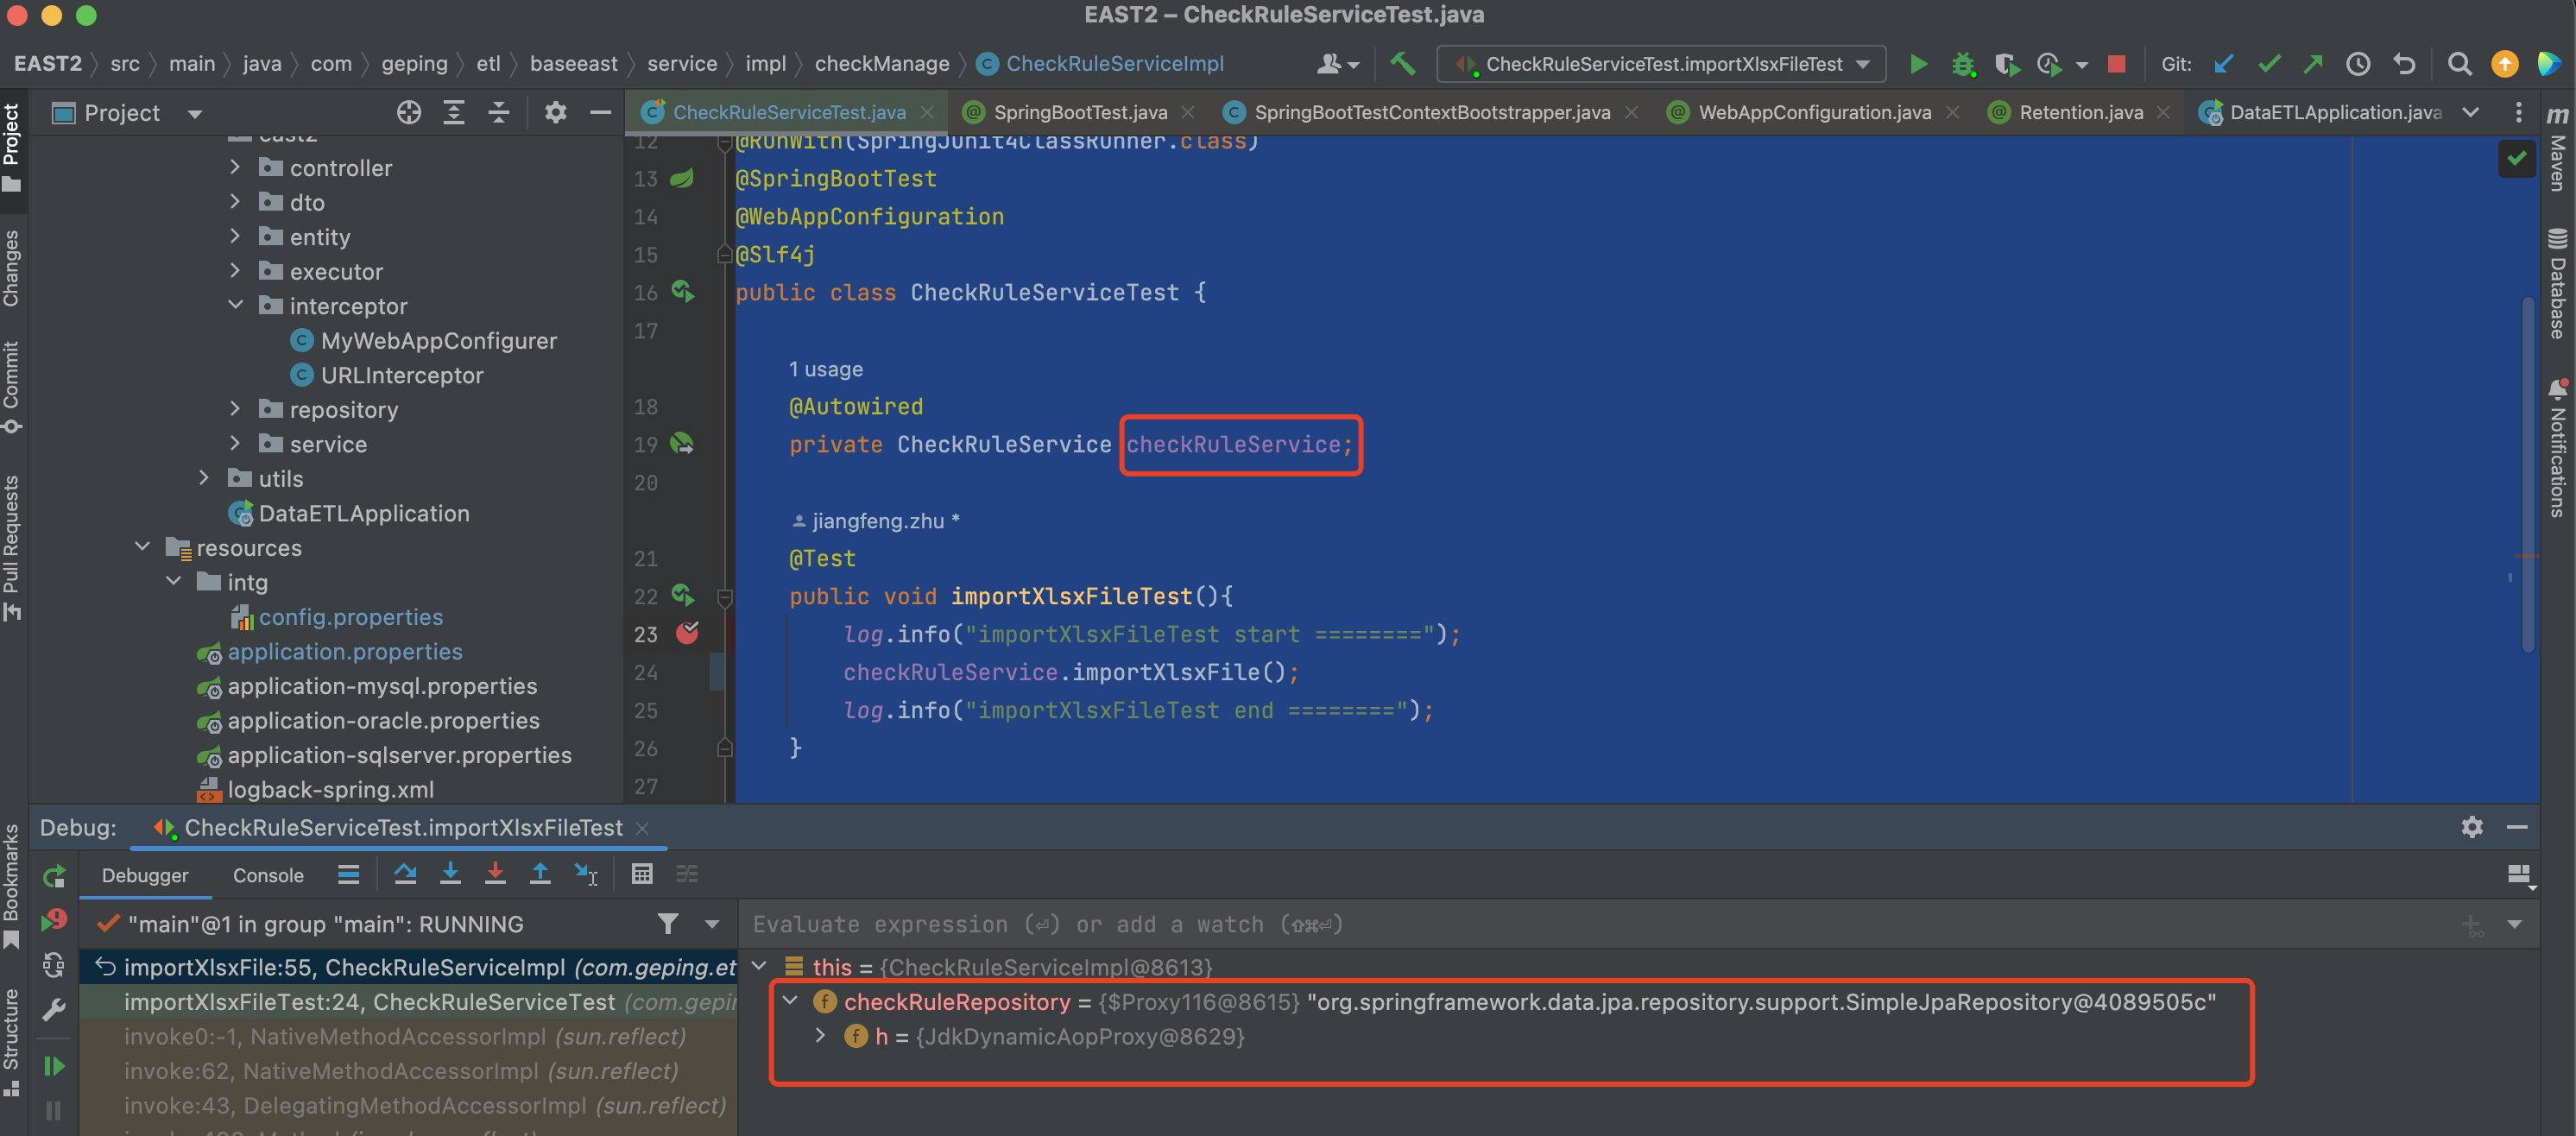 EAST2 – CheckRuleServiceTest.java
EAST2 src main java com geping etl baseeast service impl checkManage CheckRuleServiceImpl
CheckRuleServiceTest.importXlsxFileTest
Git:
Project
CheckRuleServiceTest.java
SpringBootTest.java
SpringBootTestContextBootstrapper.java
WebAppConfiguration.java
Retention.java
DataETLApplication.java
Project
Changes
Commit
Pull Requests
Bookmarks
Structure
east2
controller
dto
entity
executor
interceptor
MyWebAppConfigurer
URLInterceptor
repository
service
utils
DataETLApplication
resources
intg
config.properties
application.properties
application-mysql.properties
application-oracle.properties
application-sqlserver.properties
logback-spring.xml
12 @RunWith(SpringJUnit4ClassRunner.class)
13 @SpringBootTest
14 @WebAppConfiguration
15 @Slf4j
16 public class CheckRuleServiceTest {
17
1 usage
18 @Autowired
19 private CheckRuleService checkRuleService;
20
jiangfeng.zhu *
21 @Test
22 public void importXlsxFileTest(){
23 log.info("importXlsxFileTest start ========");
24 checkRuleService.importXlsxFile();
25 log.info("importXlsxFileTest end ========");
26 }
27
Maven
Database
Notifications
Debug: CheckRuleServiceTest.importXlsxFileTest
Debugger Console
"main"@1 in group "main": RUNNING
Evaluate expression (⏎) or add a watch (⇧⌘⏎)
importXlsxFile:55, CheckRuleServiceImpl (com.geping.et
importXlsxFileTest:24, CheckRuleServiceTest (com.gepin
invoke0:-1, NativeMethodAccessorImpl (sun.reflect)
invoke:62, NativeMethodAccessorImpl (sun.reflect)
invoke:43, DelegatingMethodAccessorImpl (sun.reflect)
this = {CheckRuleServiceImpl@8613}
checkRuleRepository = {$Proxy116@8615} "org.springframework.data.jpa.repository.support.SimpleJpaRepository@4089505c"
h = {JdkDynamicAopProxy@8629}